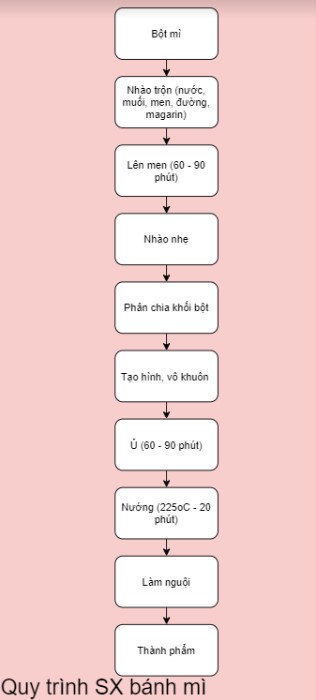 Bột mì
Nhào trộn (nước,
muối, men, đường,
magarin)
Lên men (60 - 90
phút)
Nhào nhẹ
Phân chia khối bột
Tạo hình, vô khuôn
Ủ (60 - 90 phút)
Nướng (225oC - 20
phút)
Làm nguội
Thành phẩm
Quy trình SX bánh mì